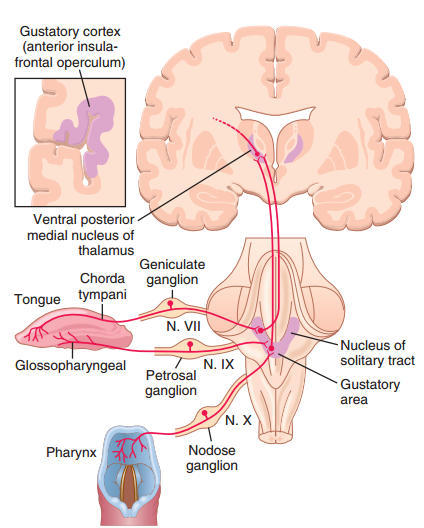 Gustatory cortex
(anterior insula-
frontal operculum)
Ventral posterior
medial nucleus of
thalamus
Geniculate
ganglion
Chorda
tympani
Tongue
N. VII
Glossopharyngeal
N. IX
Petrosal
ganglion
Nucleus of
solitary tract
Gustatory
area
N. X
Pharynx
Nodose
ganglion